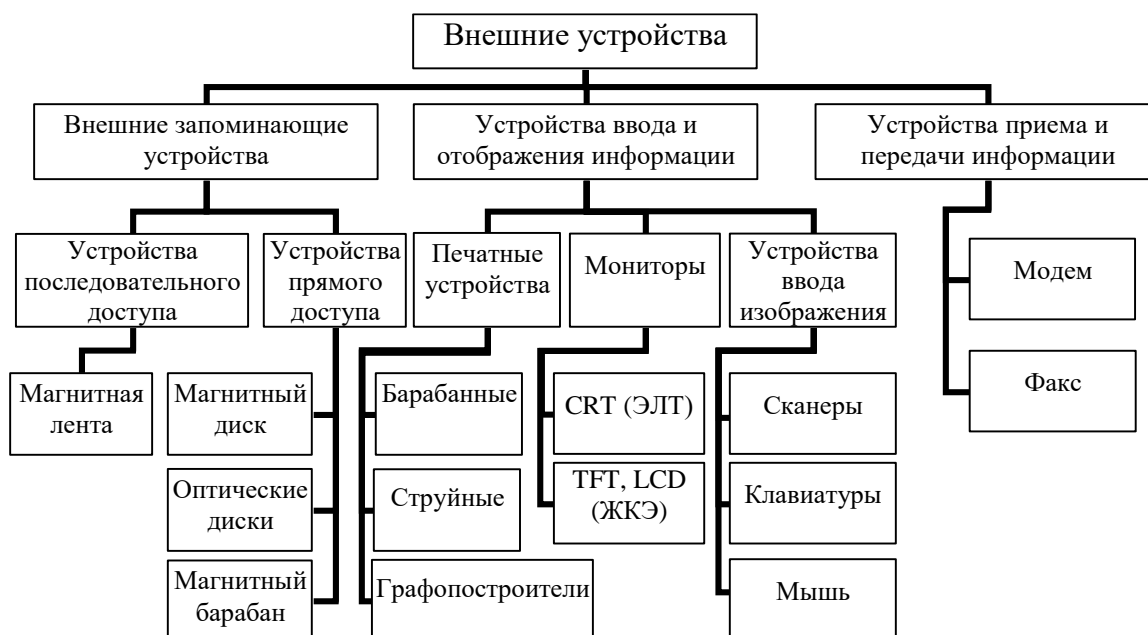 Внешние устройства
Внешние запоминающие
устройства
Устройства ввода и
отображения информации
Устройства приема и
передачи информации
Устройства
последовательного
доступа
Устройства
прямого
доступа
Печатные
устройства
Мониторы
Устройства
ввода
изображения
Модем
Факс
Магнитная
лента
Магнитный
диск
Оптические
диски
Магнитный
барабан
Барабанные
Струйные
Графопостроители
CRT (ЭЛТ)
TFT, LCD
(ЖКЭ)
Сканеры
Клавиатуры
Мышь